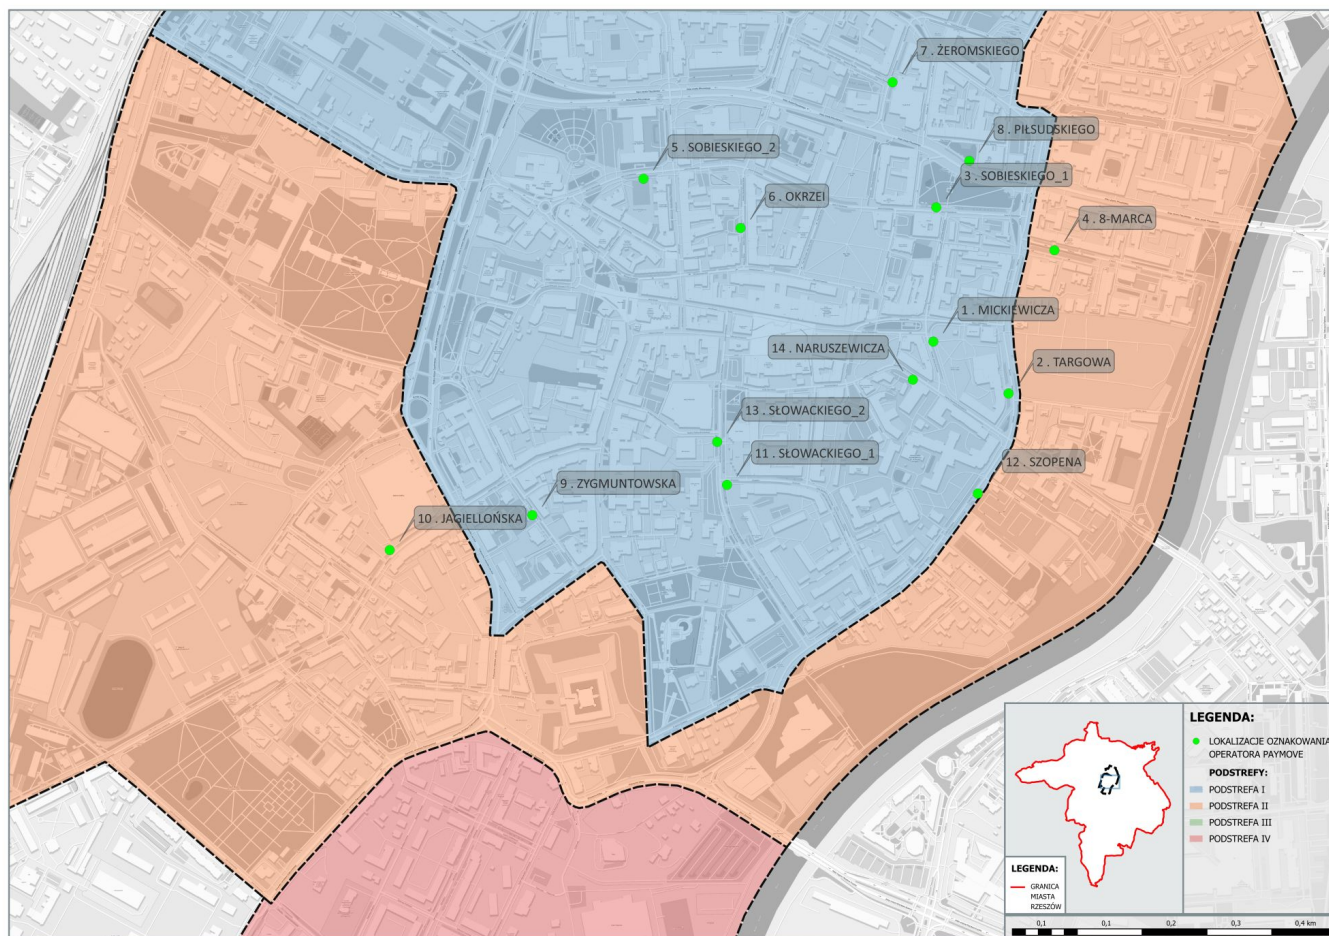 7 . ŻEROMSKIEGO
8 . PIŁSUDSKIEGO
5 . SOBIESKIEGO_2
3 . SOBIESKIEGO_1
6 . OKRZEI
4 . 8-MARCA
1 . MICKIEWICZA
14 . NARUSZEWICZA
2 . TARGOWA
13 . SŁOWACKIEGO_2
11 . SŁOWACKIEGO_1
12 . SZOPENA
9 . ZYGMUNTOWSKA
10 . JAGIELLOŃSKA
LEGENDA:
LOKALIZACJE OZNAKOWANIA
OPERATORA PAYMOVE
PODSTREFY:
PODSTREFA I
PODSTREFA II
PODSTREFA III
PODSTREFA IV
LEGENDA:
GRANICA
MIASTA
RZESZÓW
0,1 0,1 0,2 0,3 0,4 km